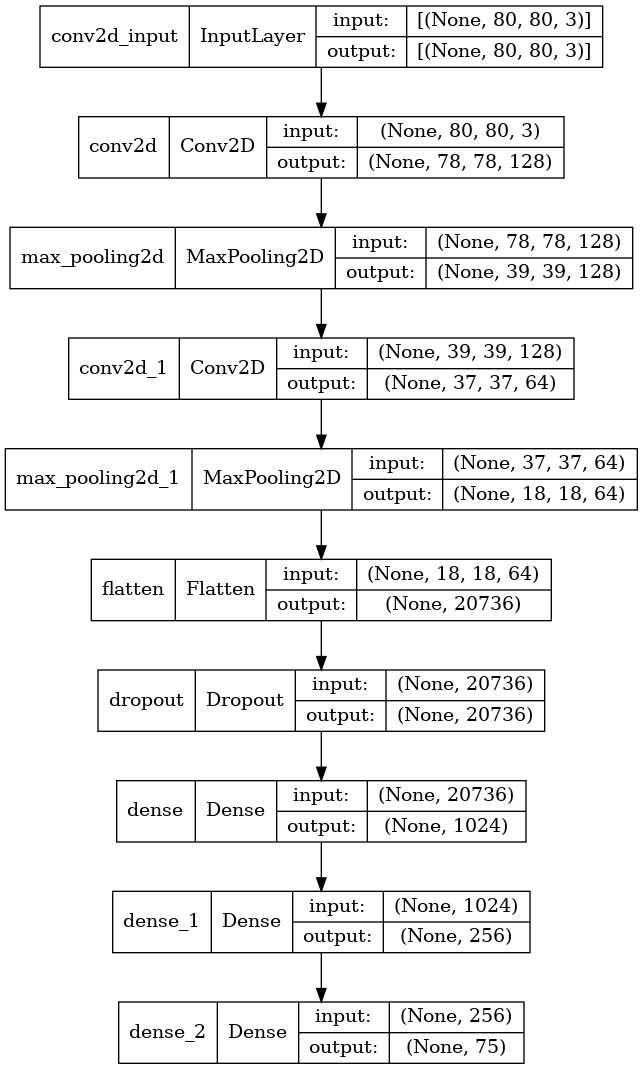 conv2d_input InputLayer input: [(None, 80, 80, 3)]
output: [(None, 80, 80, 3)]
conv2d Conv2D input: (None, 80, 80, 3)
output: (None, 78, 78, 128)
max_pooling2d MaxPooling2D input: (None, 78, 78, 128)
output: (None, 39, 39, 128)
conv2d_1 Conv2D input: (None, 39, 39, 128)
output: (None, 37, 37, 64)
max_pooling2d_1 MaxPooling2D input: (None, 37, 37, 64)
output: (None, 18, 18, 64)
flatten Flatten input: (None, 18, 18, 64)
output: (None, 20736)
dropout Dropout input: (None, 20736)
output: (None, 20736)
dense Dense input: (None, 20736)
output: (None, 1024)
dense_1 Dense input: (None, 1024)
output: (None, 256)
dense_2 Dense input: (None, 256)
output: (None, 75)